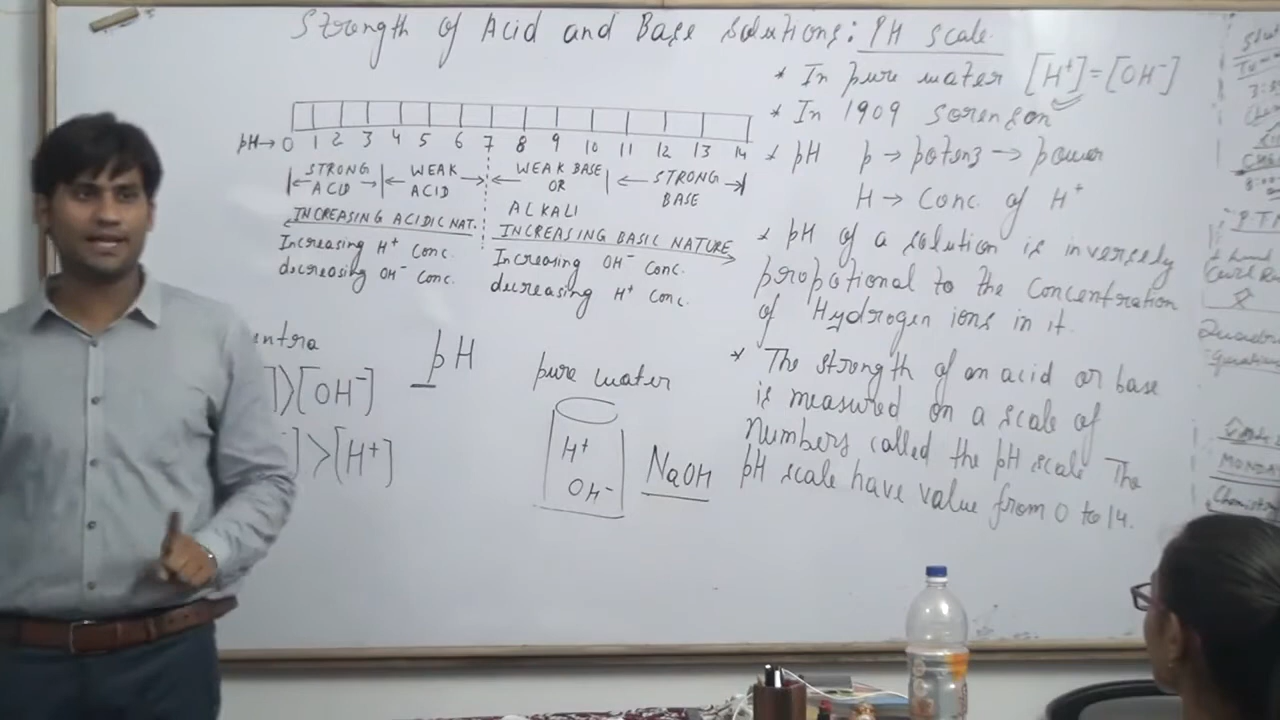 Strength of Acid and Base Solutions: PH scale
* In pure water [H⁺]=[OH⁻]
* In 1909 Sorenson
* pH p → potenz → power
H → Conc. of H⁺
* pH of a solution is inversely
propotional to the concentration
of Hydrogen ions in it.
* The strength of an acid or base
is measured on a scale of
numbers called the pH scale The
pH scale have value from 0 to 14.
pH→ 0 1 2 3 4 5 6 7 8 9 10 11 12 13 14
STRONG ACID
WEAK ACID
WEAK BASE OR ALKALI
STRONG BASE
INCREASING ACIDIC NAT.
Increasing H⁺ Conc.
decreasing OH⁻ Conc.
INCREASING BASIC NATURE
Increasing OH⁻ Conc.
decreasing H⁺ Conc.
]>[OH⁻]
]>[H⁺]
pH
pure water
H⁺
OH⁻
NaOH
MONDA
Chemistry